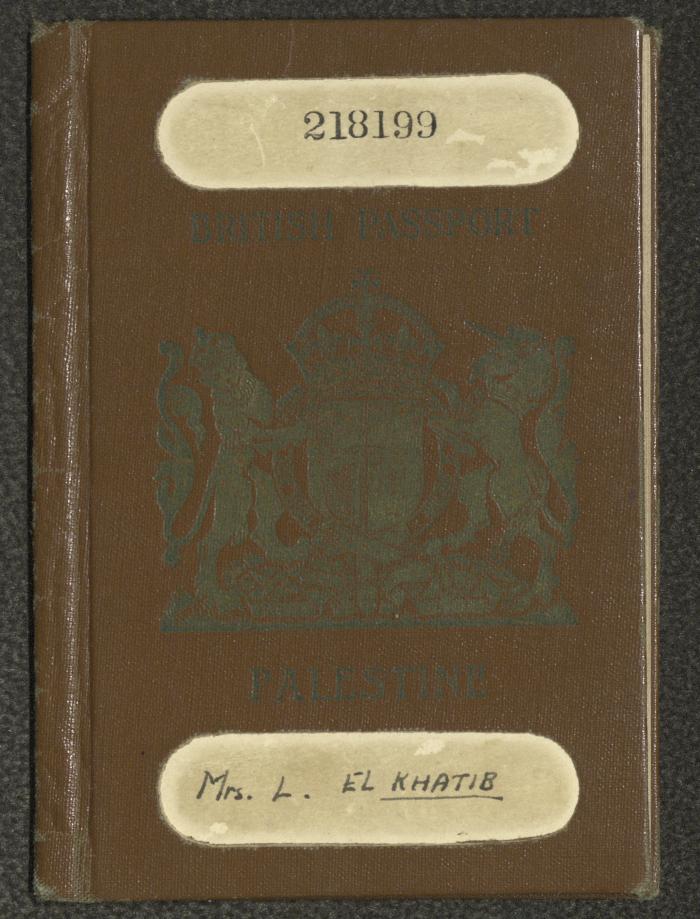 218199
BRITISH PASSPORT
PALESTINE
Mrs. L. EL KHATIB